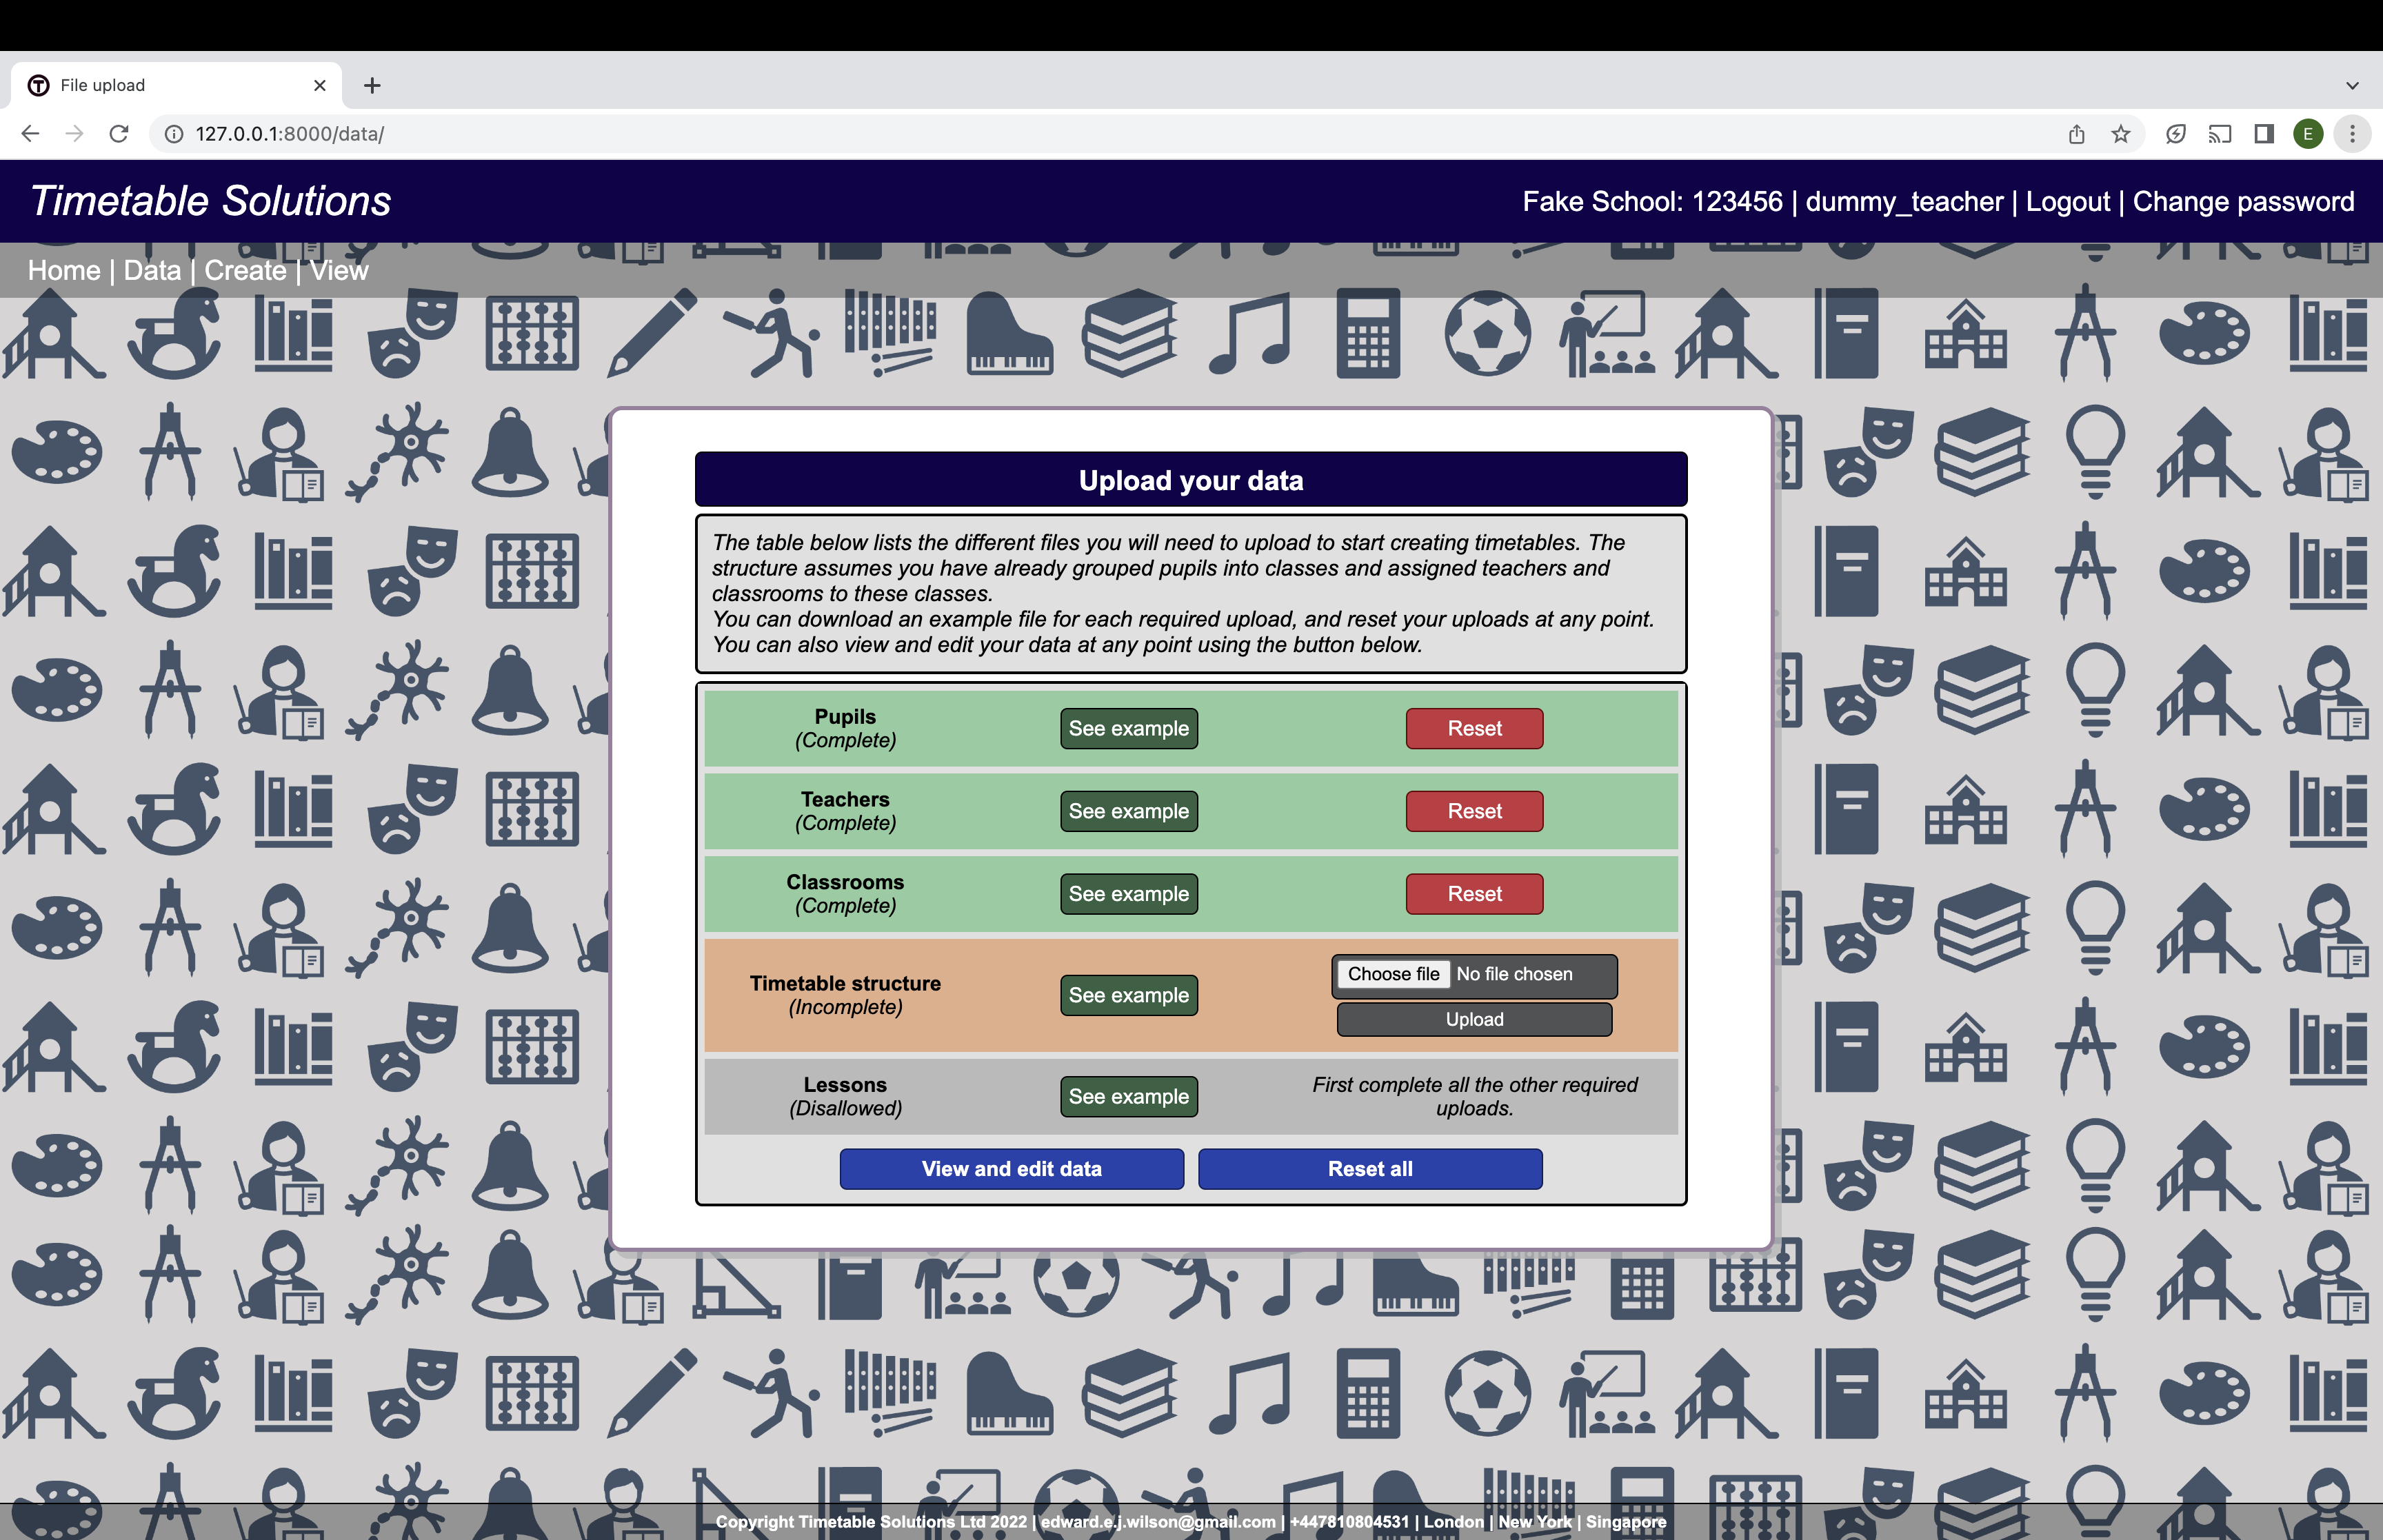 File upload
127.0.0.1:8000/data/
E
Timetable Solutions
Fake School: 123456 | dummy_teacher | Logout | Change password
Home | Data | Create | View
Upload your data
The table below lists the different files you will need to upload to start creating timetables. The
structure assumes you have already grouped pupils into classes and assigned teachers and
classrooms to these classes.
You can download an example file for each required upload, and reset your uploads at any point.
You can also view and edit your data at any point using the button below.
Pupils
(Complete)
See example
Reset
Teachers
(Complete)
See example
Reset
Classrooms
(Complete)
See example
Reset
Timetable structure
(Incomplete)
See example
Choose file No file chosen
Upload
Lessons
(Disallowed)
See example
First complete all the other required
uploads.
View and edit data
Reset all
Copyright Timetable Solutions Ltd 2022 | edward.e.j.wilson@gmail.com | +447810804531 | London | New York | Singapore